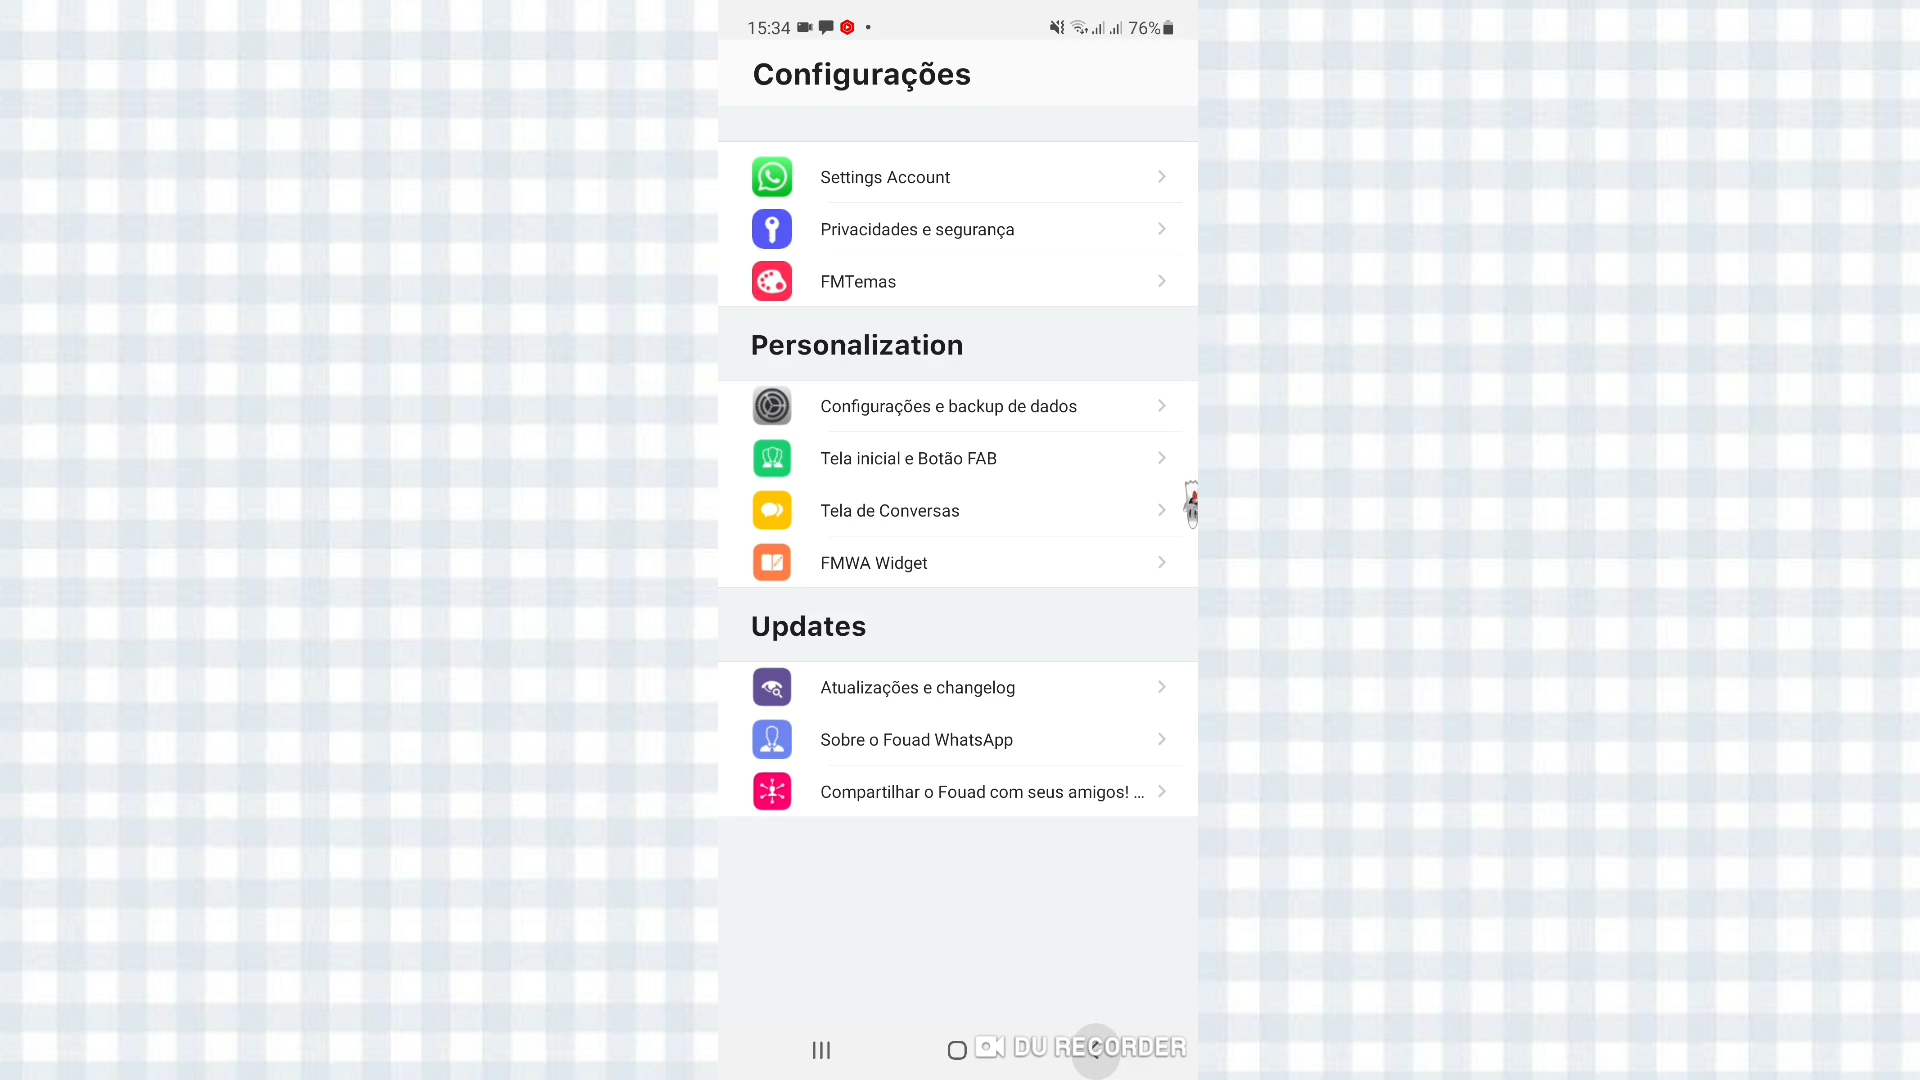 15:34
76%
Configurações
Settings Account
Privacidades e segurança
FMTemas
Personalization
Configurações e backup de dados
Tela inicial e Botão FAB
Tela de Conversas
FMWA Widget
Updates
Atualizações e changelog
Sobre o Fouad WhatsApp
Compartilhar o Fouad com seus amigos! ...
DU RECORDER